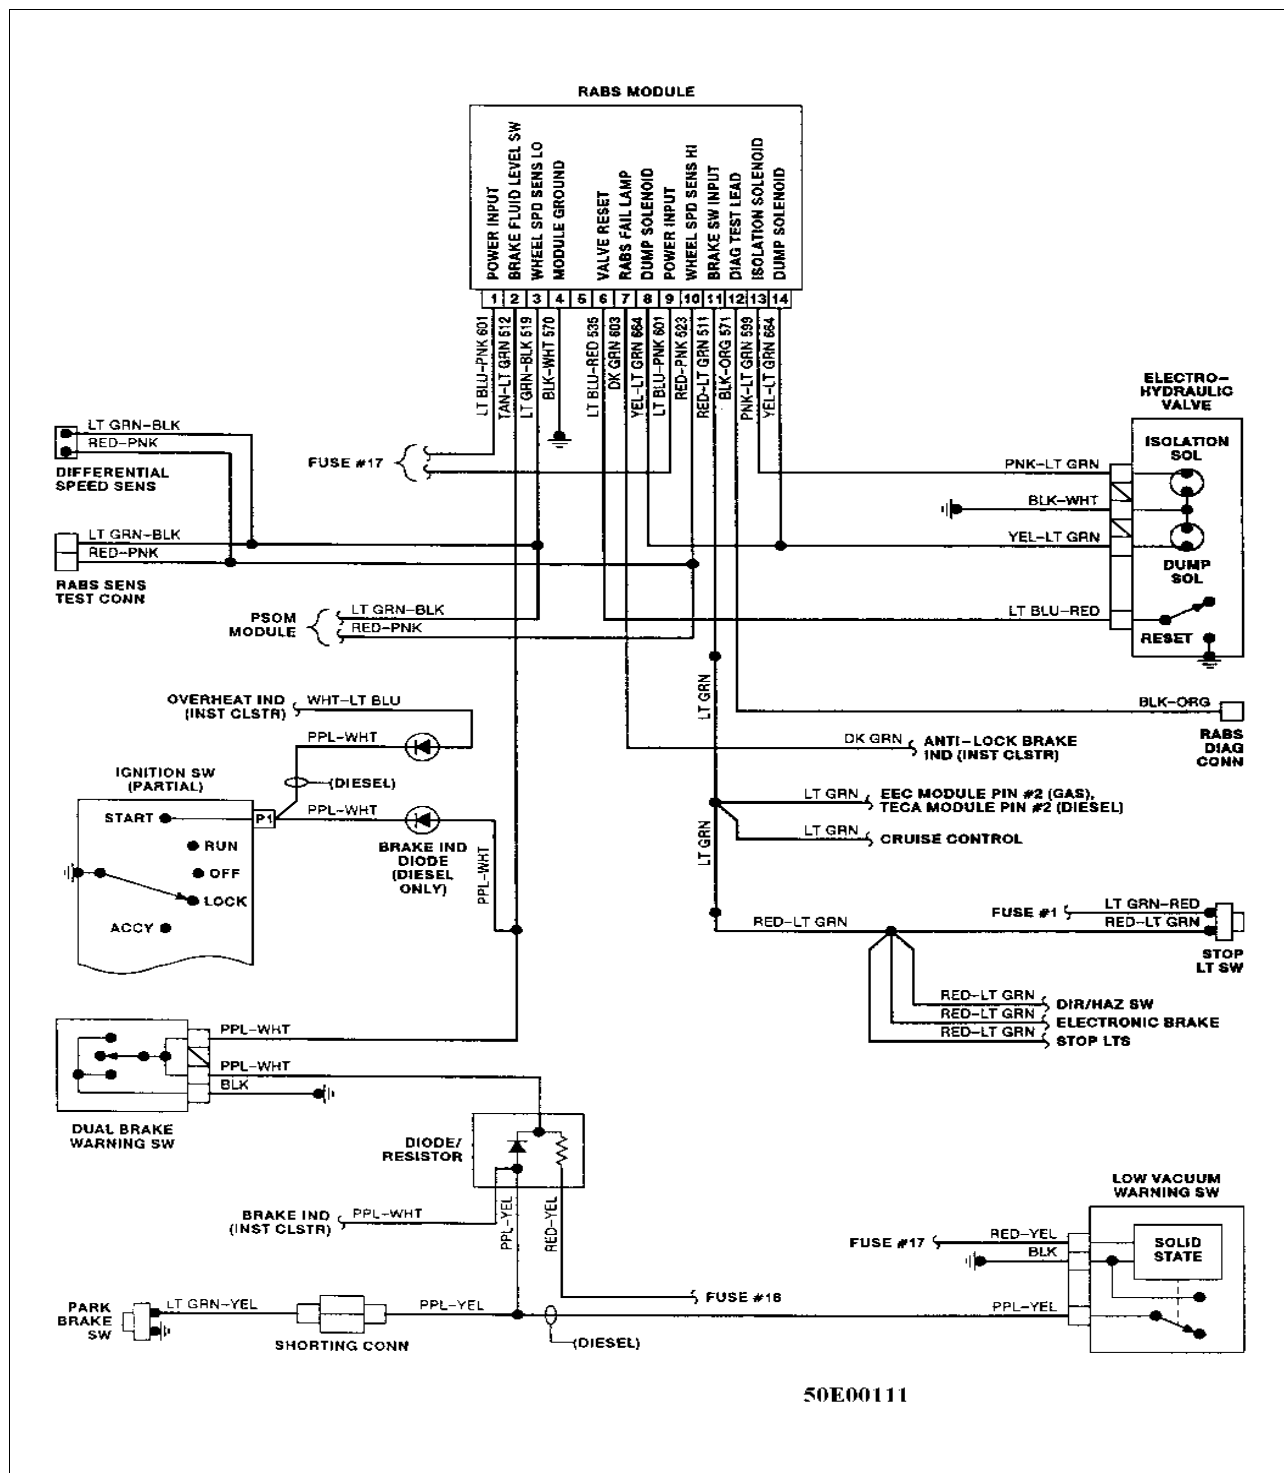 RABS MODULE
POWER INPUT
BRAKE FLUID LEVEL SW
WHEEL SPD SENS LO
MODULE GROUND
VALVE RESET
RABS FAIL LAMP
DUMP SOLENOID
POWER INPUT
WHEEL SPD SENS HI
BRAKE SW INPUT
DIAG TEST LEAD
ISOLATION SOLENOID
DUMP SOLENOID
1 2 3 4 5 6 7 8 9 10 11 12 13 14
LT BLU-PNK 601
TAN-LT GRN 512
LT GRN-BLK 519
BLK-WHT 570
LT BLU-RED 535
DK GRN 603
YEL-LT GRN 664
LT BLU-PNK 601
RED-PNK 523
RED-LT GRN 511
BLK-ORG 571
PNK-LT GRN 599
YEL-LT GRN 664
ELECTRO-
HYDRAULIC
VALVE
ISOLATION
SOL
PNK-LT GRN
BLK-WHT
YEL-LT GRN
DUMP
SOL
LT BLU-RED
RESET
LT GRN-BLK
RED-PNK
DIFFERENTIAL
SPEED SENS
FUSE #17
LT GRN-BLK
RED-PNK
RABS SENS
TEST CONN
PSOM
MODULE
LT GRN-BLK
RED-PNK
LT GRN
BLK-ORG
RABS
DIAG
CONN
OVERHEAT IND
(INST CLSTR)
WHT-LT BLU
PPL-WHT
(DIESEL)
DK GRN
ANTI-LOCK BRAKE
IND (INST CLSTR)
IGNITION SW
(PARTIAL)
START
P1
PPL-WHT
RUN
OFF
LOCK
ACCY
BRAKE IND
DIODE
(DIESEL
ONLY)
PPL-WHT
LT GRN
EEC MODULE PIN #2 (GAS),
TECA MODULE PIN #2 (DIESEL)
LT GRN
LT GRN
CRUISE CONTROL
FUSE #1
LT GRN-RED
RED-LT GRN
RED-LT GRN
STOP
LT SW
RED-LT GRN
DIR/HAZ SW
RED-LT GRN
ELECTRONIC BRAKE
RED-LT GRN
STOP LTS
PPL-WHT
PPL-WHT
BLK
DUAL BRAKE
WARNING SW
DIODE/
RESISTOR
BRAKE IND
(INST CLSTR)
PPL-WHT
PPL-YEL
RED-YEL
LOW VACUUM
WARNING SW
FUSE #17
RED-YEL
BLK
SOLID
STATE
PPL-YEL
FUSE #18
PARK
BRAKE
SW
LT GRN-YEL
SHORTING CONN
PPL-YEL
(DIESEL)
50E00111